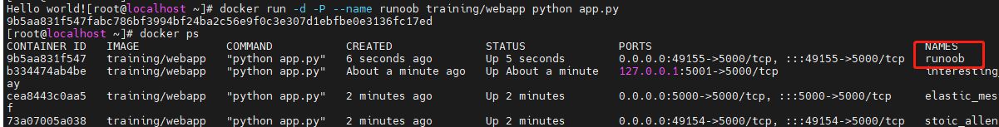 Hello world![root@localhost ~]# docker run -d -P --name runoob training/webapp python app.py
9b5aa831f547fabc786bf3994bf24ba2c56e9f0c3e307d1ebfbe0e3136fc17ed
[root@localhost ~]# docker ps
CONTAINER ID   IMAGE             COMMAND           CREATED              STATUS              PORTS                                         NAMES
9b5aa831f547   training/webapp   "python app.py"   6 seconds ago        Up 5 seconds        0.0.0.0:49155->5000/tcp, :::49155->5000/tcp   runoob
b334474ab4be   training/webapp   "python app.py"   About a minute ago   Up About a minute   127.0.0.1:5001->5000/tcp                      interesting_
ay
cea8443c0aa5   training/webapp   "python app.py"   2 minutes ago        Up 2 minutes        0.0.0.0:5000->5000/tcp, :::5000->5000/tcp     elastic_mes
f
73a07005a038   training/webapp   "python app.py"   2 minutes ago        Up 2 minutes        0.0.0.0:49154->5000/tcp, :::49154->5000/tcp   stoic_allen